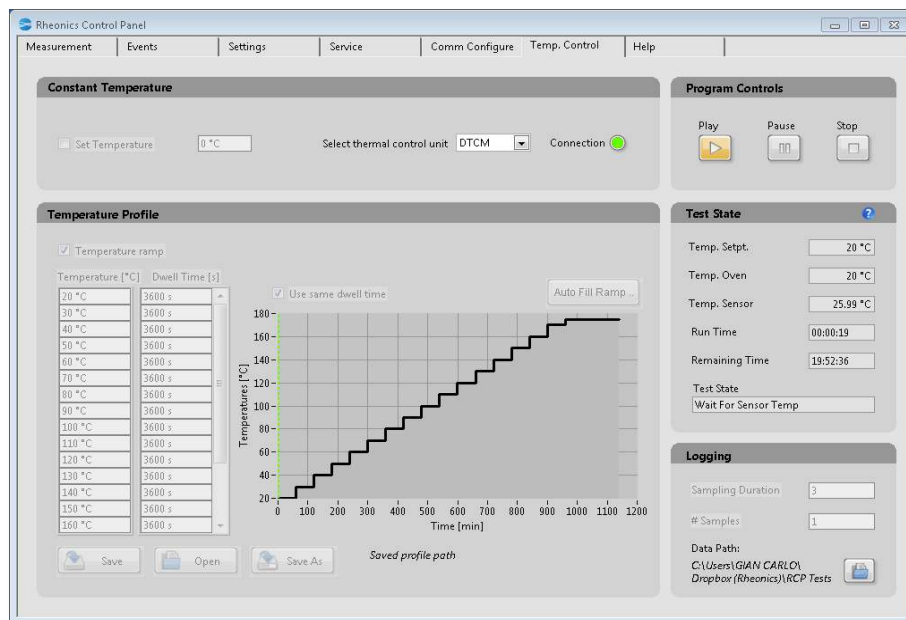 Rheonics Control Panel
Measurement Events Settings Service Comm Configure Temp. Control Help
Constant Temperature
Set Temperature 0 °C Select thermal control unit DTCM Connection
Program Controls
Play Pause Stop
Temperature Profile
Temperature ramp
Temperature [°C] Dwell Time [s]
20 °C 3600 s
30 °C 3600 s
40 °C 3600 s
50 °C 3600 s
60 °C 3600 s
70 °C 3600 s
80 °C 3600 s
90 °C 3600 s
100 °C 3600 s
110 °C 3600 s
120 °C 3600 s
130 °C 3600 s
140 °C 3600 s
150 °C 3600 s
160 °C 3600 s
Use same dwell time
Auto Fill Ramp ..
Temperatures [°C]
180
160
140
120
100
80
60
40
20
0 100 200 300 400 500 600 700 800 900 1000 1100 1200
Time [min]
Save Open Save As Saved profile path
Test State ?
Temp. Setpt. 20 °C
Temp. Oven 20 °C
Temp. Sensor 25.99 °C
Run Time 00:00:19
Remaining Time 19:52:36
Test State
Wait For Sensor Temp
Logging
Sampling Duration 3
# Samples 1
Data Path:
C:\Users\GIAN CARLO\
Dropbox (Rheonics)\RCP Tests